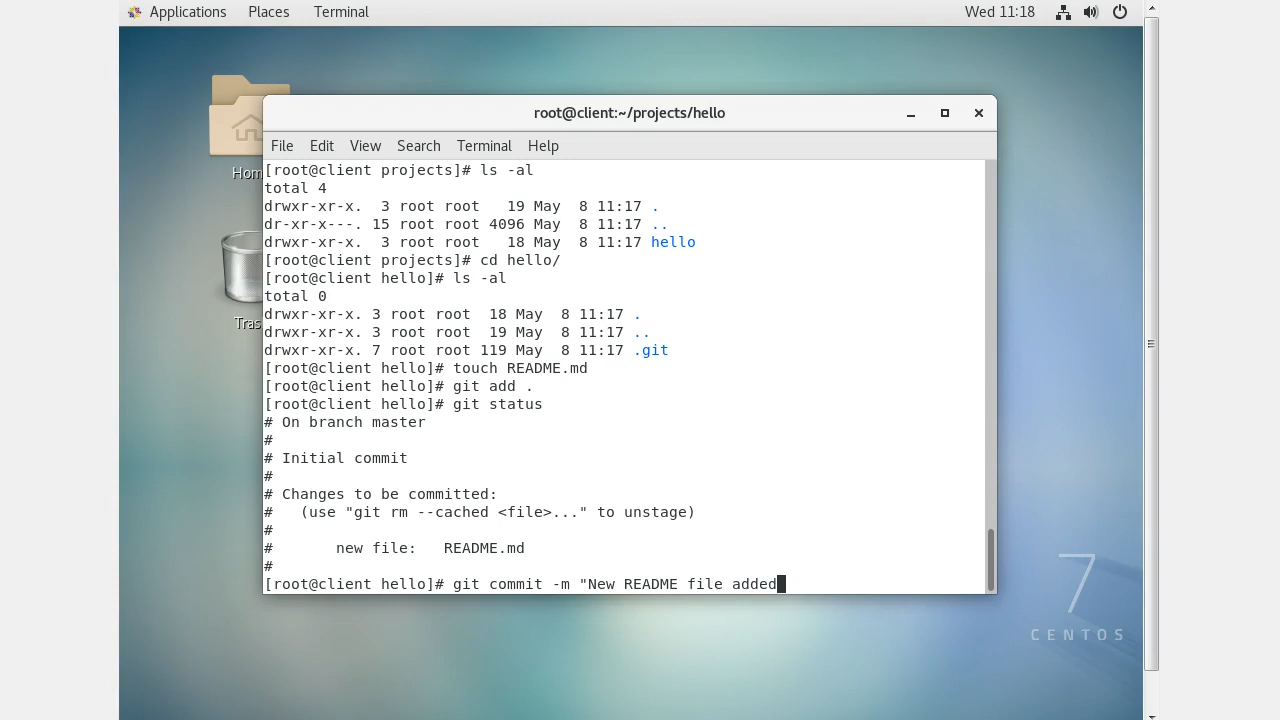 Applications Places Terminal Wed 11:18
root@client:~/projects/hello
File Edit View Search Terminal Help
[root@client projects]# ls -al
total 4
drwxr-xr-x.  3 root root   19 May  8 11:17 .
dr-xr-x---. 15 root root 4096 May  8 11:17 ..
drwxr-xr-x.  3 root root   18 May  8 11:17 hello
[root@client projects]# cd hello/
[root@client hello]# ls -al
total 0
drwxr-xr-x. 3 root root  18 May  8 11:17 .
drwxr-xr-x. 3 root root  19 May  8 11:17 ..
drwxr-xr-x. 7 root root 119 May  8 11:17 .git
[root@client hello]# touch README.md
[root@client hello]# git add .
[root@client hello]# git status
# On branch master
#
# Initial commit
#
# Changes to be committed:
#   (use "git rm --cached <file>..." to unstage)
#
#       new file:   README.md
#
[root@client hello]# git commit -m "New README file added
Hom
Tras
7
CENTOS